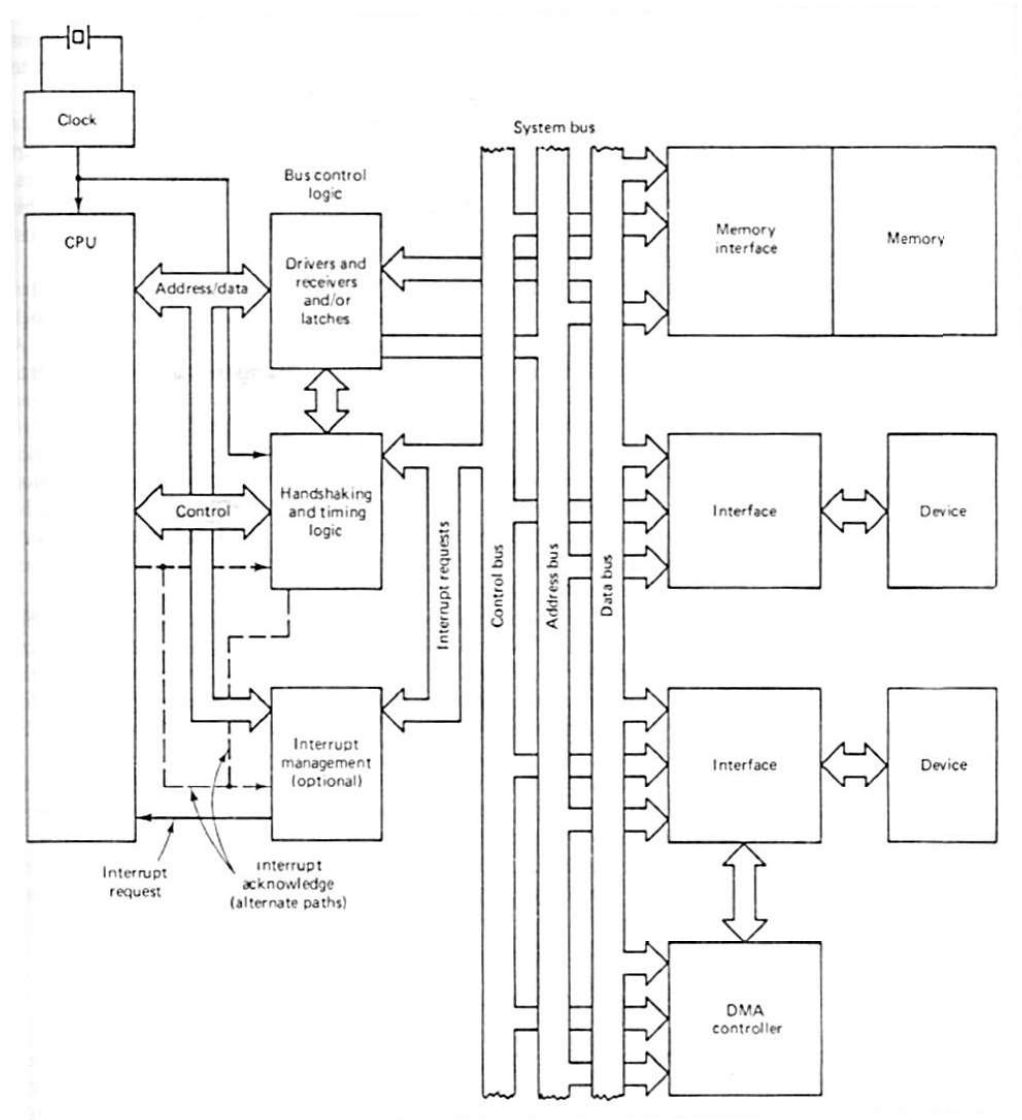 Clock
System bus
Bus control
logic
CPU
Drivers and
receivers
and/or
latches
Address/data
Memory
interface
Memory
Handshaking
and timing
logic
Control
Interrupt requests
Control bus
Address bus
Data bus
Interface
Device
Interrupt
management
(optional)
Interface
Device
Interrupt
request
Interrupt
acknowledge
(alternate paths)
DMA
controller